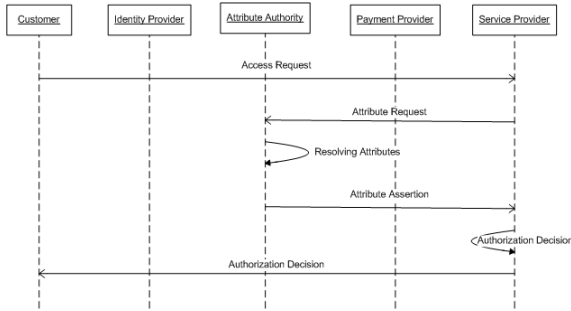 Customer
Identity Provider
Attribute Authority
Payment Provider
Service Provider
Access Request
Attribute Request
Resolving Attributes
Attribute Assertion
Authorization Decision
Authorization Decision